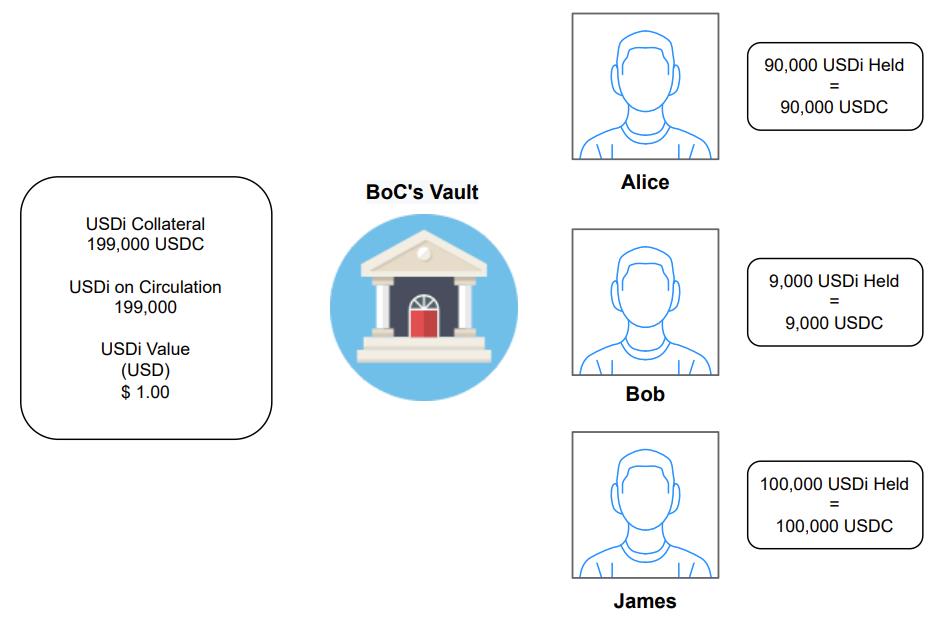 USDi Collateral
199,000 USDC
USDi on Circulation
199,000
USDi Value
(USD)
$ 1.00
BoC's Vault
90,000 USDi Held
=
90,000 USDC
Alice
9,000 USDi Held
=
9,000 USDC
Bob
100,000 USDi Held
=
100,000 USDC
James